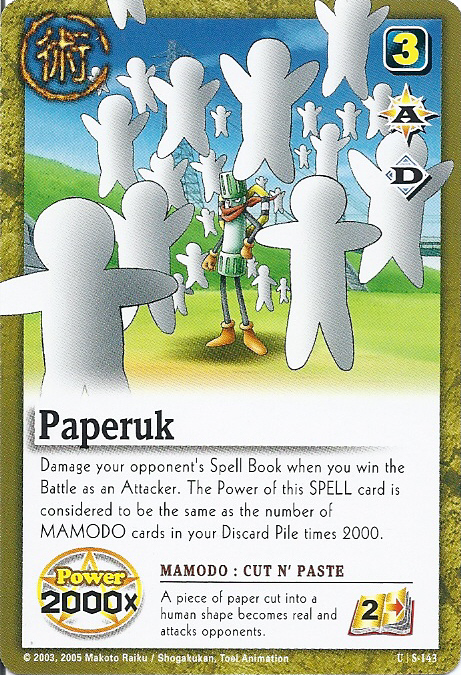 術
3
A
D
Paperuk
Damage your opponent's Spell Book when you win the
Battle as an Attacker. The Power of this SPELL card is
considered to be the same as the number of
MAMODO cards in your Discard Pile times 2000.
Power
2000x
MAMODO : CUT N' PASTE
A piece of paper cut into a
human shape becomes real and
attacks opponents.
2
© 2003, 2005 Makoto Raiku / Shogakukan, Toei Animation
U | S-143